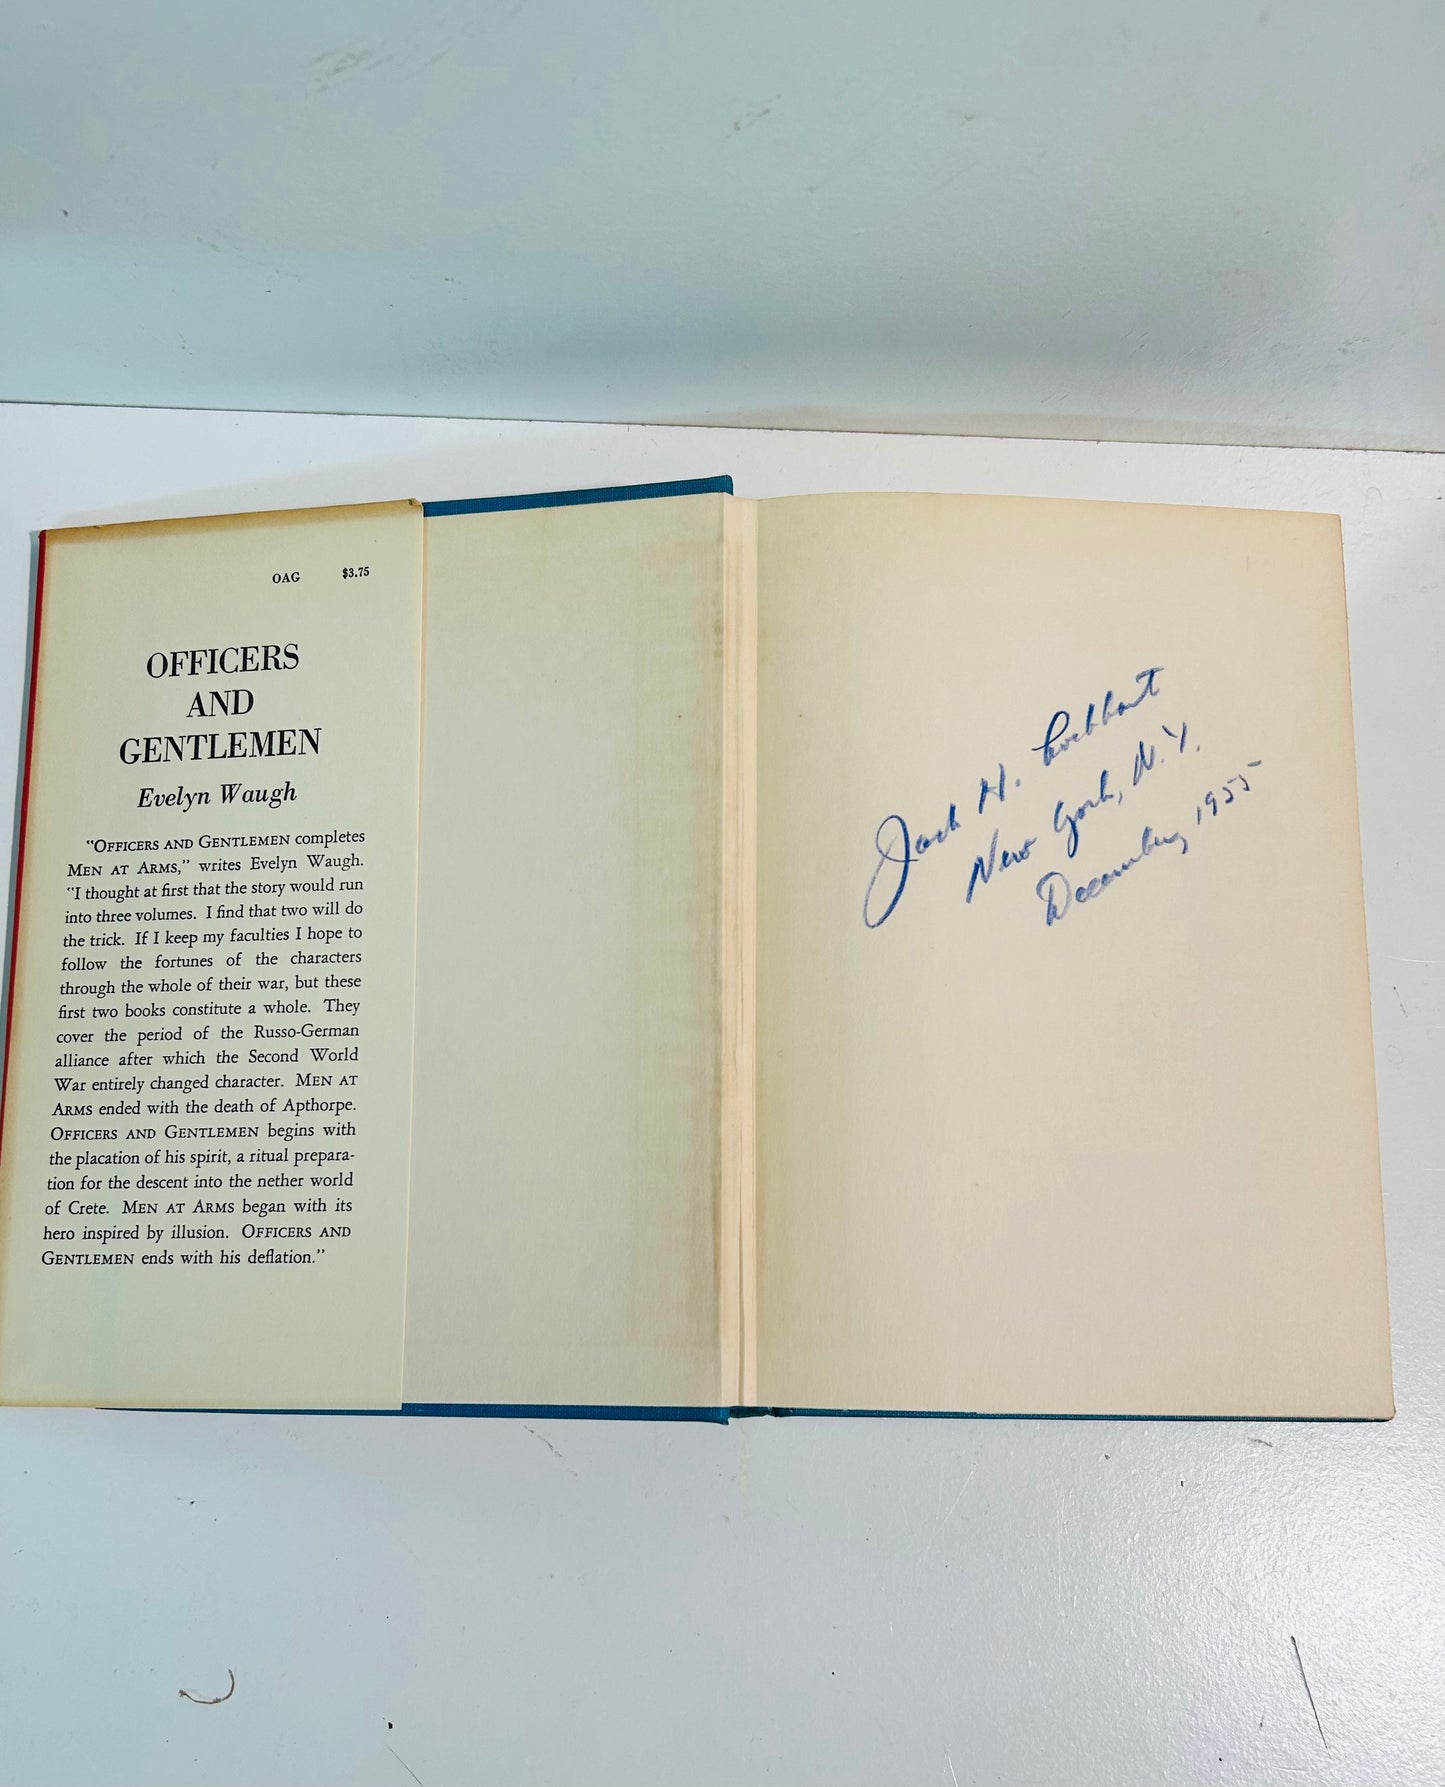 OAG $3.75
OFFICERS
AND
GENTLEMEN
Evelyn Waugh
"OFFICERS AND GENTLEMEN completes
MEN AT ARMS," writes Evelyn Waugh.
"I thought at first that the story would run
into three volumes. I find that two will do
the trick. If I keep my faculties I hope to
follow the fortunes of the characters
through the whole of their war, but these
first two books constitute a whole. They
cover the period of the Russo-German
alliance after which the Second World
War entirely changed character. MEN AT
ARMS ended with the death of Apthorpe.
OFFICERS AND GENTLEMEN begins with
the placation of his spirit, a ritual prepara-
tion for the descent into the nether world
of Crete. MEN AT ARMS began with its
hero inspired by illusion. OFFICERS AND
GENTLEMEN ends with his deflation."
Jack H. Lockhart
New York, N.Y.
December, 1955